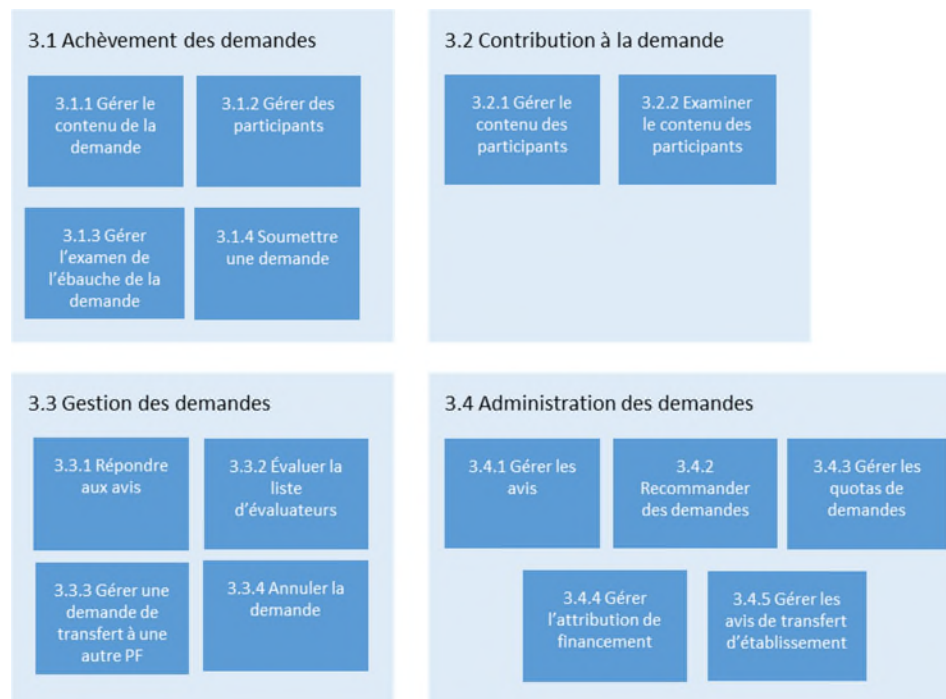 3.1 Achèvement des demandes
3.1.1 Gérer le
contenu de la
demande
3.1.2 Gérer des
participants
3.1.3 Gérer
l’examen de
l’ébauche de la
demande
3.1.4 Soumettre
une demande
3.2 Contribution à la demande
3.2.1 Gérer le
contenu des
participants
3.2.2 Examiner
le contenu des
participants
3.3 Gestion des demandes
3.3.1 Répondre
aux avis
3.3.2 Évaluer la
liste
d’évaluateurs
3.3.3 Gérer une
demande de
transfert à une
autre PF
3.3.4 Annuler la
demande
3.4 Administration des demandes
3.4.1 Gérer les
avis
3.4.2
Recommander
des demandes
3.4.3 Gérer les
quotas de
demandes
3.4.4 Gérer
l’attribution de
financement
3.4.5 Gérer les
avis de transfert
d’établissement